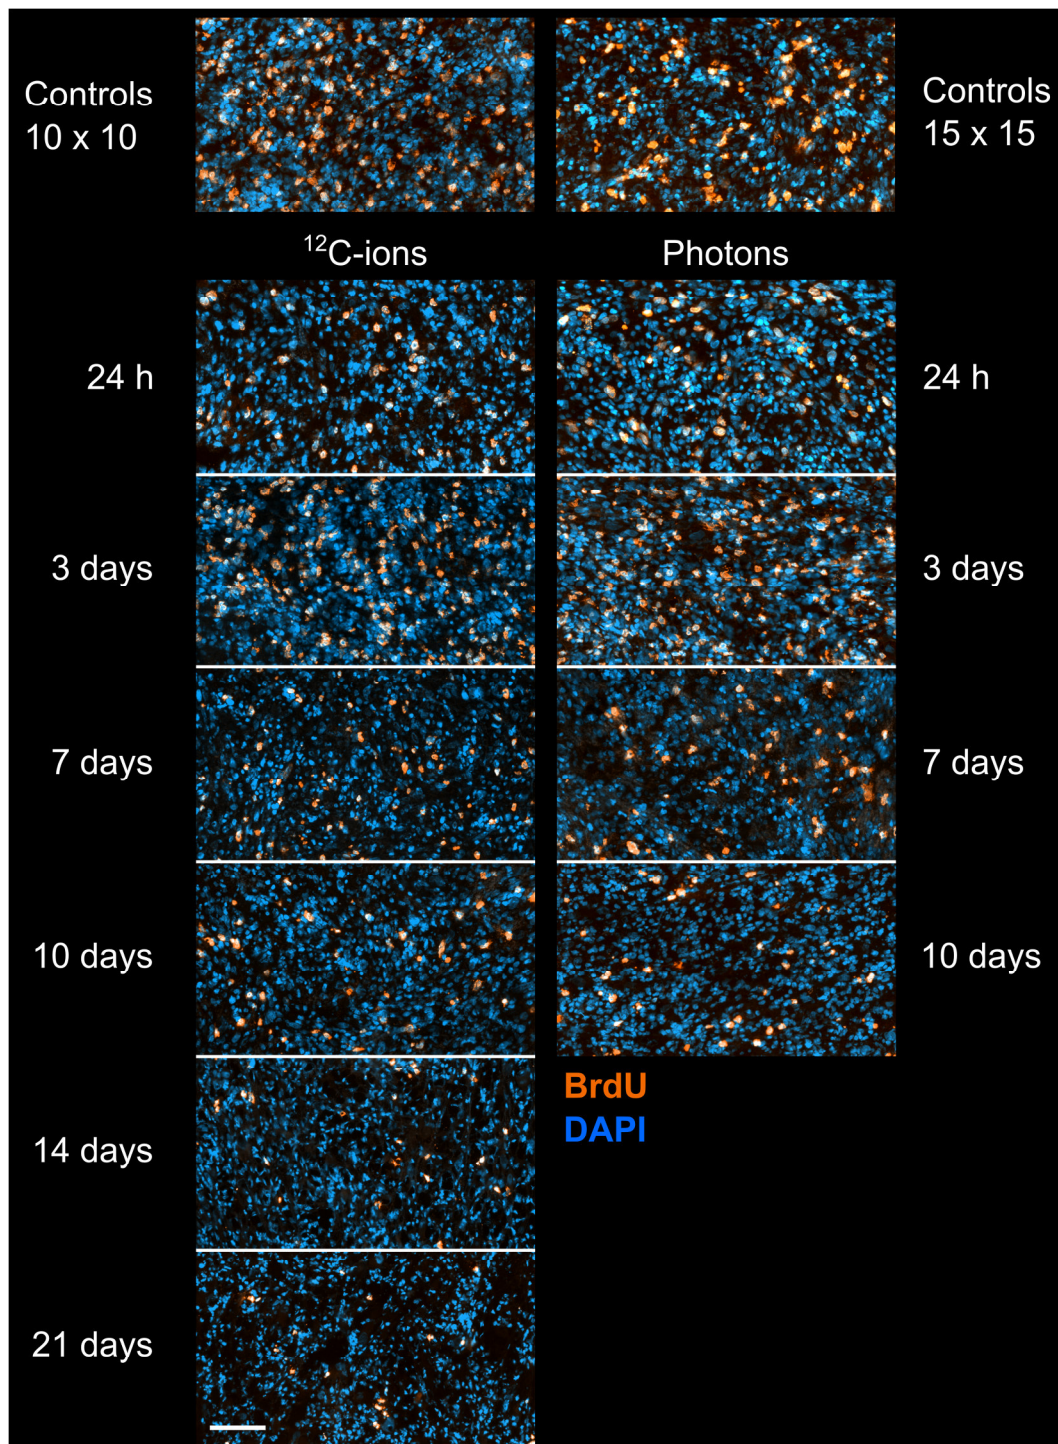 Controls
10 x 10
Controls
15 x 15
¹²C-ions
Photons
24 h
24 h
3 days
3 days
7 days
7 days
10 days
10 days
BrdU
DAPI
14 days
21 days